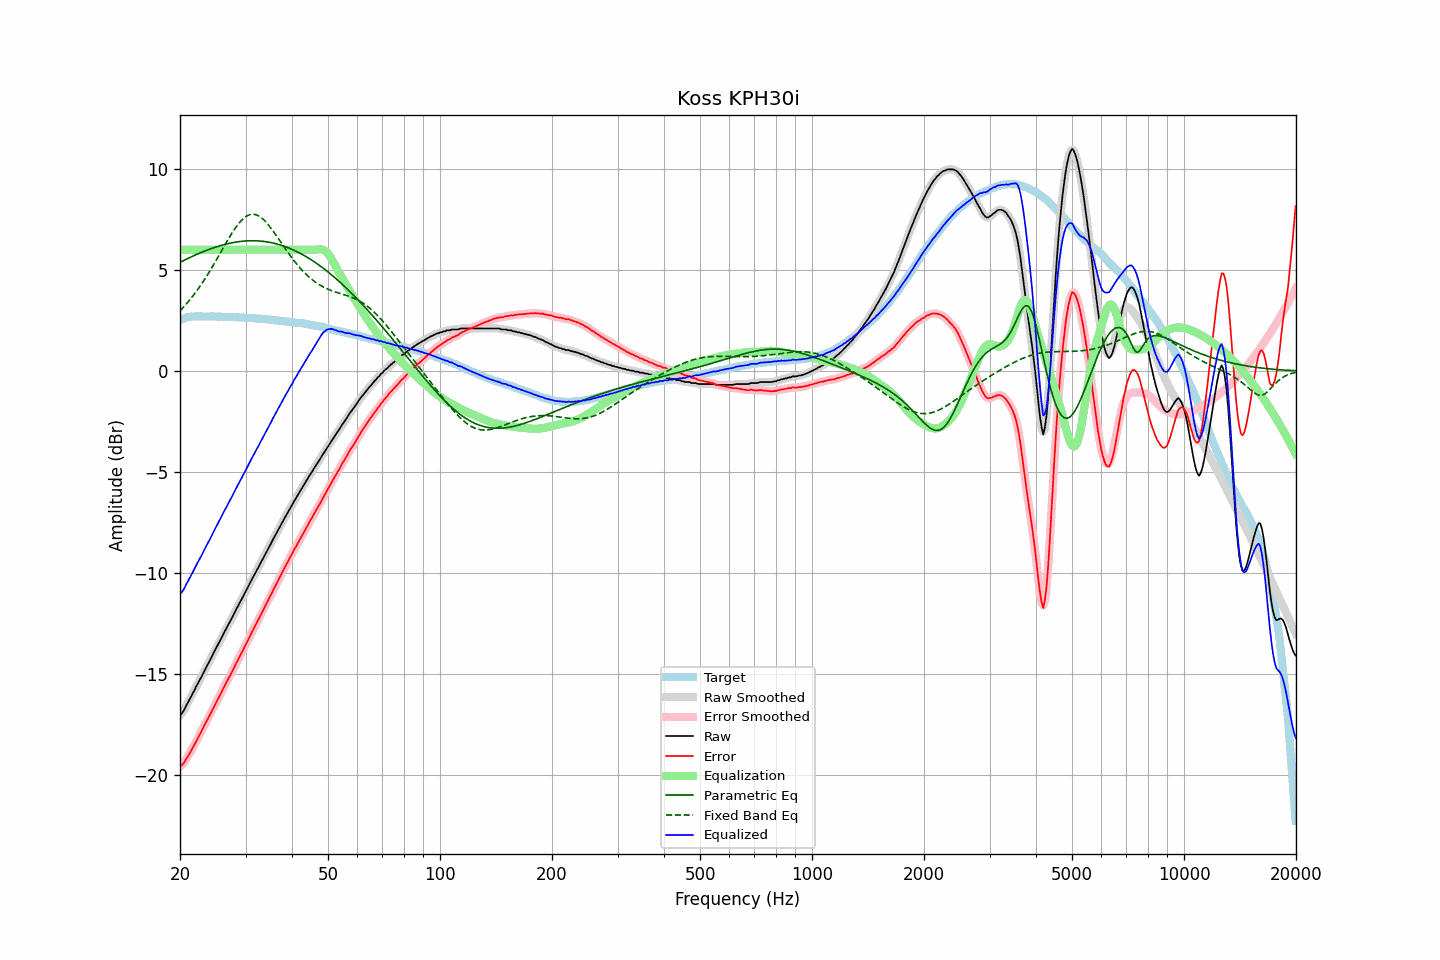 Koss KPH30i
Amplitude (dBr)
10
5
0
−5
−10
−15
−20
Target
Raw Smoothed
Error Smoothed
Raw
Error
Equalization
Parametric Eq
Fixed Band Eq
Equalized
20 50 100 200 500 1000 2000 5000 10000 20000
Frequency (Hz)